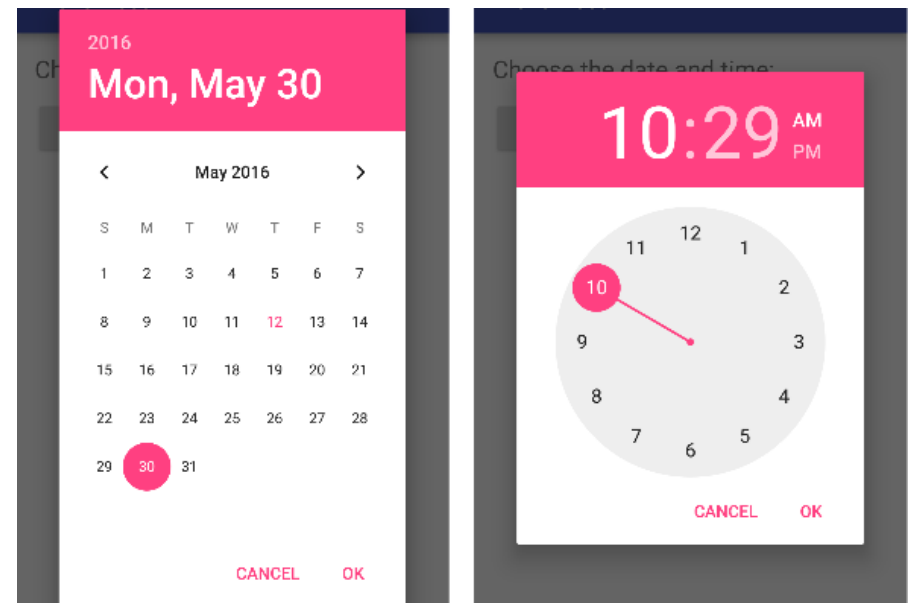 2016
Mon, May 30
May 2016
S M T W T F S
1 2 3 4 5 6 7
8 9 10 11 12 13 14
15 16 17 18 19 20 21
22 23 24 25 26 27 28
29 30 31
CANCEL OK
Choose the date and time:
10:29 AM
PM
12
11 1
10 2
9 3
8 4
7 5
6
CANCEL OK